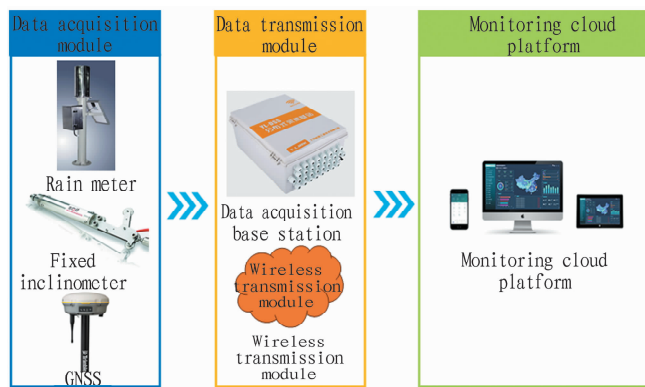 Data acquisition
module
Rain meter
Fixed
inclinometer
GNSS
Data transmission
module
Data acquisition
base station
Wireless
transmission
module
Wireless
transmission
module
Monitoring cloud
platform
Monitoring cloud
platform